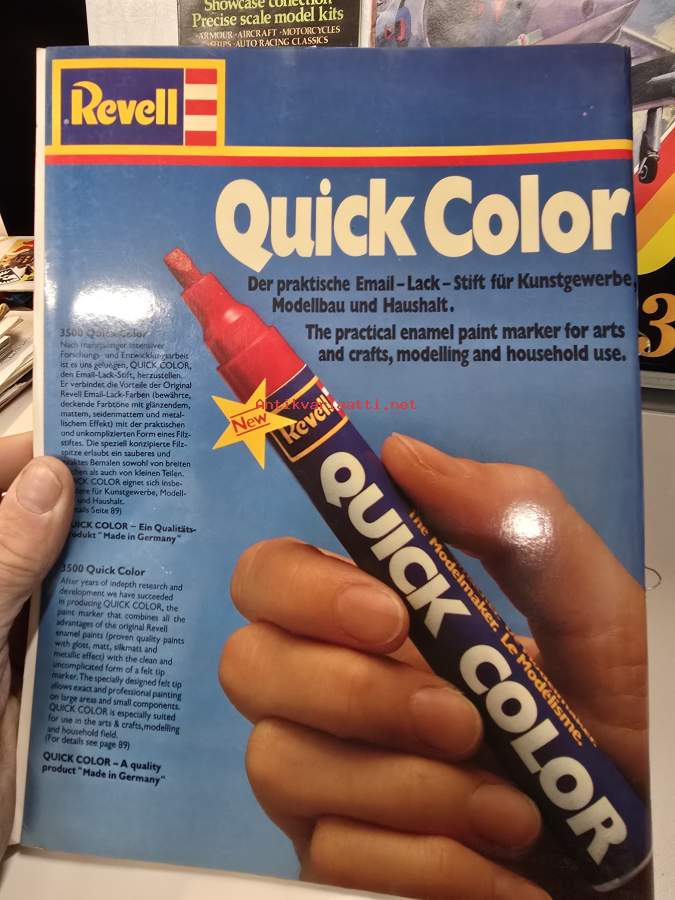 Showcase collection
Precise scale model kits
·ARMOUR·AIRCRAFT·MOTORCYCLES
·SHIPS·AUTO RACING CLASSICS
3
Revell
Quick Color
Der praktische Email-Lack-Stift für Kunstgewerbe,
Modellbau und Haushalt.
The practical enamel paint marker for arts
and crafts, modelling and household use.
3500 Quick Color
Nach mehrjähriger intensiver
Forschungs- und Entwicklungsarbeit
ist es uns gelungen, QUICK COLOR,
den Email-Lack-Stift, herzustellen.
Er verbindet die Vorteile der Original
Revell Email-Lack-Farben (bewährte,
deckende Farbtöne mit glänzendem,
mattem, seidenmattem und metal-
lischem Effekt) mit der praktischen
und unkomplizierten Form eines Filz-
stiftes. Die speziell konzipierte Filz-
spitze erlaubt ein sauberes und
Bemalen sowohl von breiten
als auch von kleinen Teilen.
COLOR eignet sich insbe-
für Kunstgewerbe, Modell-
und Haushalt.
Seite 89)
QUICK COLOR – Ein Qualitäts-
produkt "Made in Germany"
3500 Quick Color
After years of indepth research and
development we have succeeded
in producing QUICK COLOR, the
paint marker that combines all the
advantages of the original Revell
enamel paints (proven quality paints
with gloss, matt, silkmatt and
metallic effect) with the clean and
uncomplicated form of a felt tip
marker. The specially designed felt tip
allows exact and professional painting
on large areas and small components.
QUICK COLOR is especially suited
for use in the arts & crafts, modelling
and household field.
(For details see page 89)
QUICK COLOR – A quality
product "Made in Germany"
New
Revell
QUICK COLOR
The Modelmaker. Le Modélisme.
Antikvariaatti.net